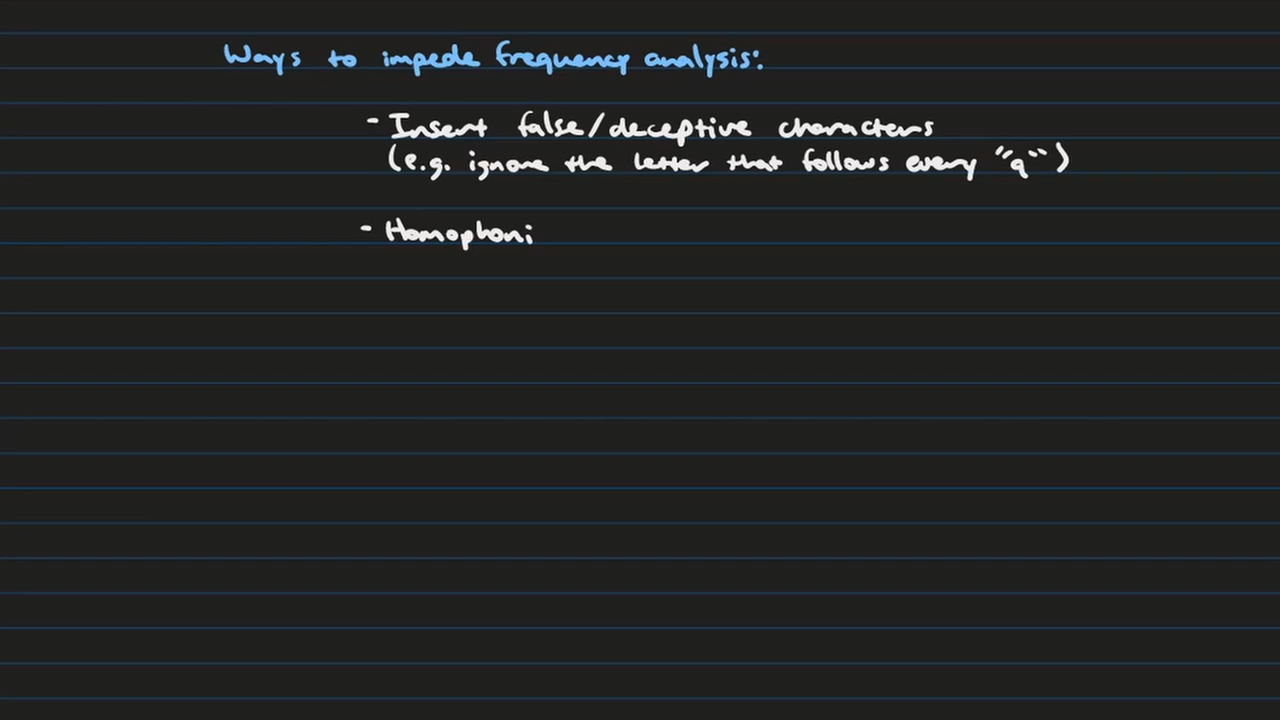 Ways to impede frequency analysis:
- Insert false/deceptive characters
(e.g. ignore the letter that follows every "q")
- Homophoni